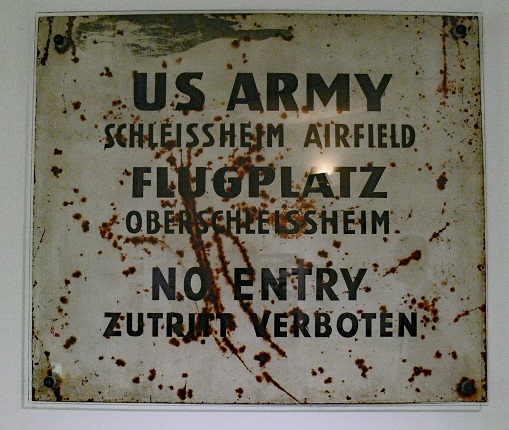 US ARMY
SCHLEISSHEIM AIRFIELD
FLUGPLATZ
OBERSCHLEISSHEIM
NO ENTRY
ZUTRITT VERBOTEN